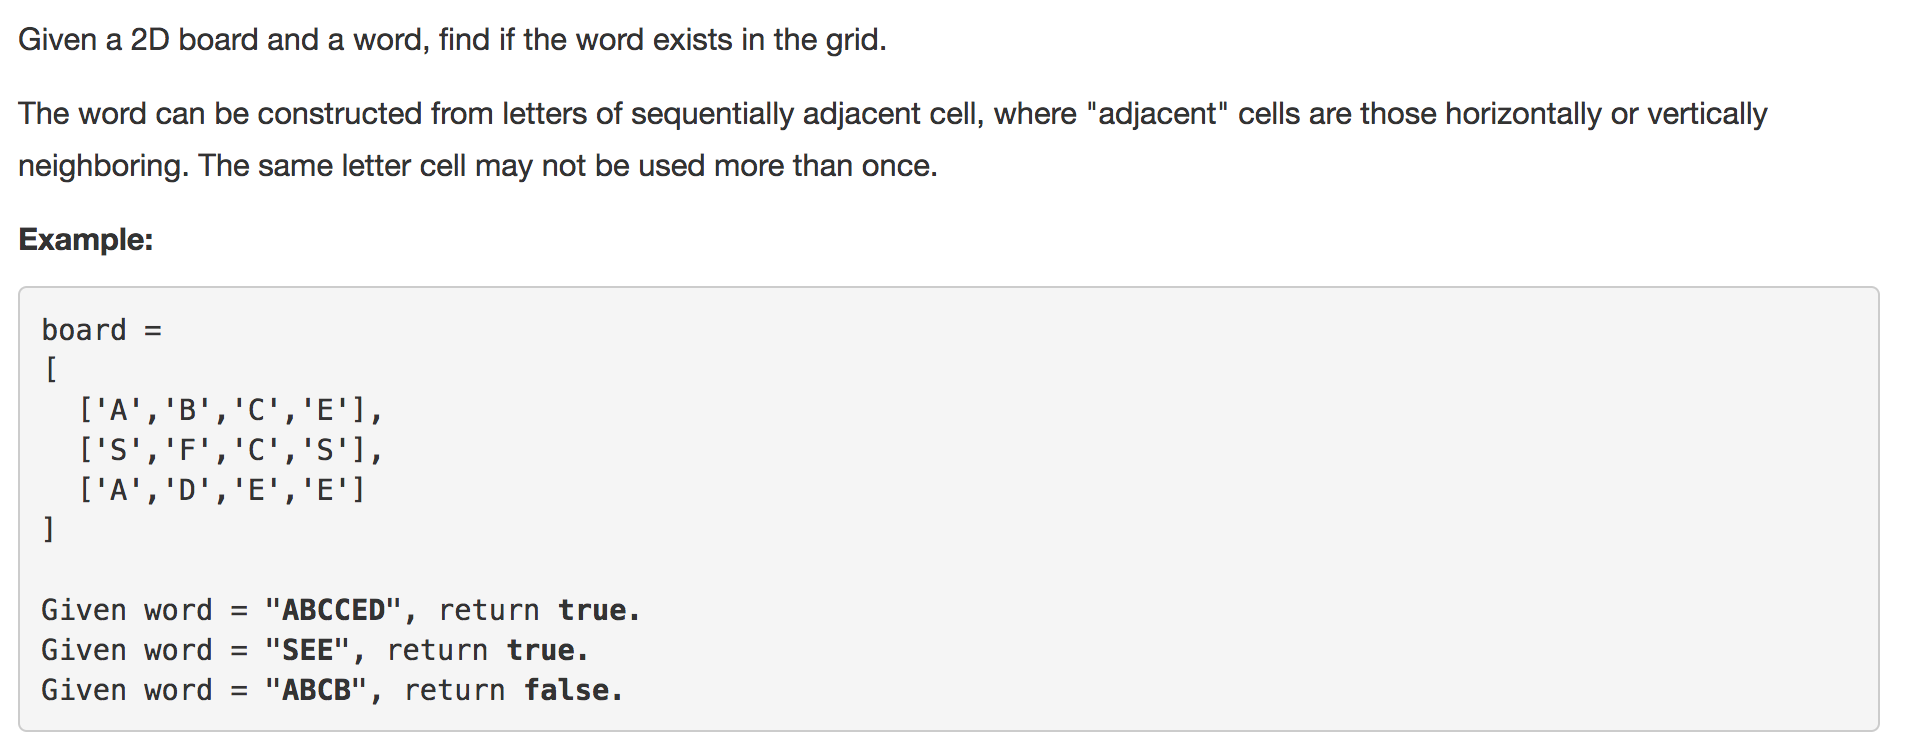 Given a 2D board and a word, find if the word exists in the grid.
The word can be constructed from letters of sequentially adjacent cell, where "adjacent" cells are those horizontally or vertically
neighboring. The same letter cell may not be used more than once.
Example:
board =
[
  ['A','B','C','E'],
  ['S','F','C','S'],
  ['A','D','E','E']
]
Given word = "ABCCED", return true.
Given word = "SEE", return true.
Given word = "ABCB", return false.